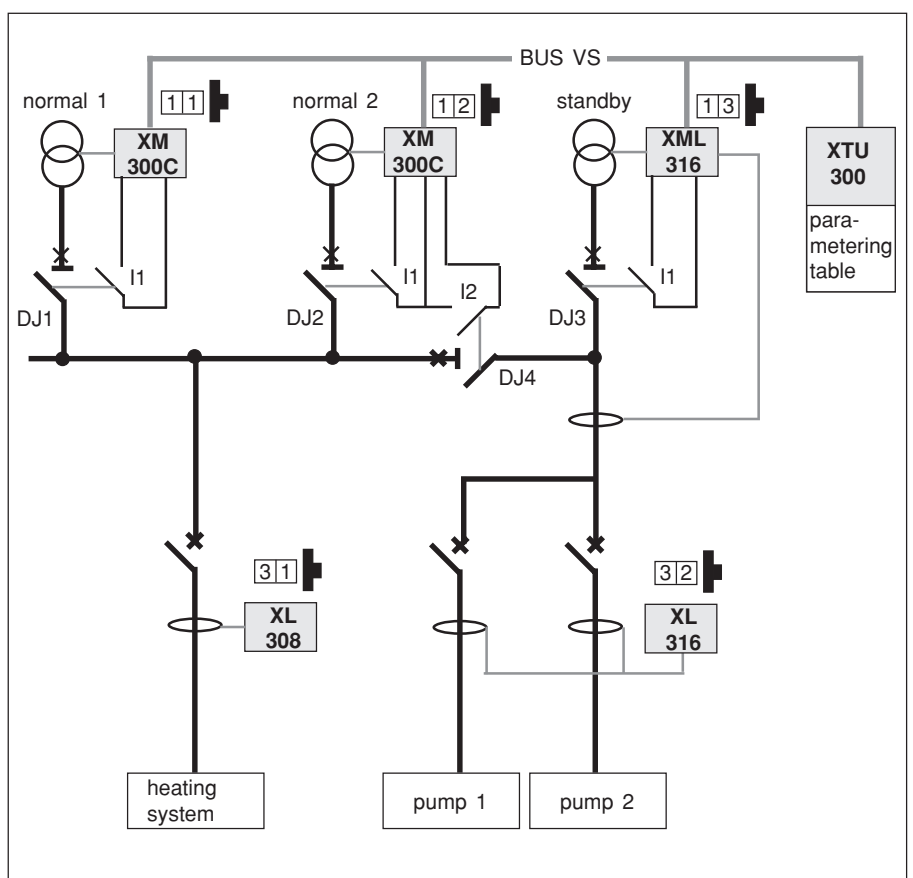 BUS VS
normal 1
1 1
normal 2
1 2
standby
1 3
XM
300C
XM
300C
XML
316
XTU
300
para-
metering
table
I1
I1
I2
I1
DJ1
DJ2
DJ3
DJ4
3 1
3 2
XL
308
XL
316
heating
system
pump 1
pump 2